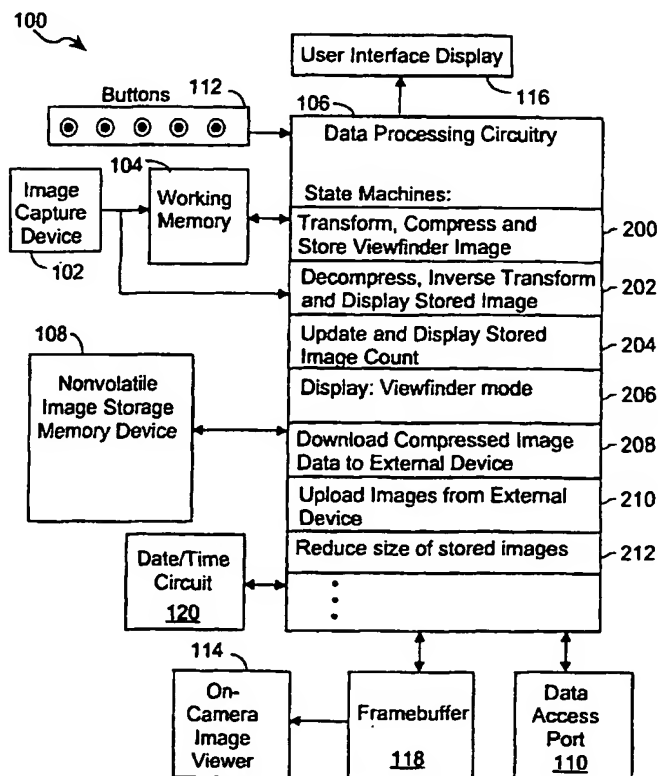 100
User Interface Display
116
Buttons
112
106
Data Processing Circuitry
State Machines:
104
Image
Capture
Device
102
Working
Memory
Transform, Compress and
Store Viewfinder Image
200
Decompress, Inverse Transform
and Display Stored Image
202
Update and Display Stored
Image Count
204
108
Nonvolatile
Image Storage
Memory Device
Display: Viewfinder mode
206
Download Compressed Image
Data to External Device
208
Upload Images from External
Device
210
Reduce size of stored images
212
Date/Time
Circuit
120
114
On-
Camera
Image
Viewer
Framebuffer
118
Data
Access
Port
110